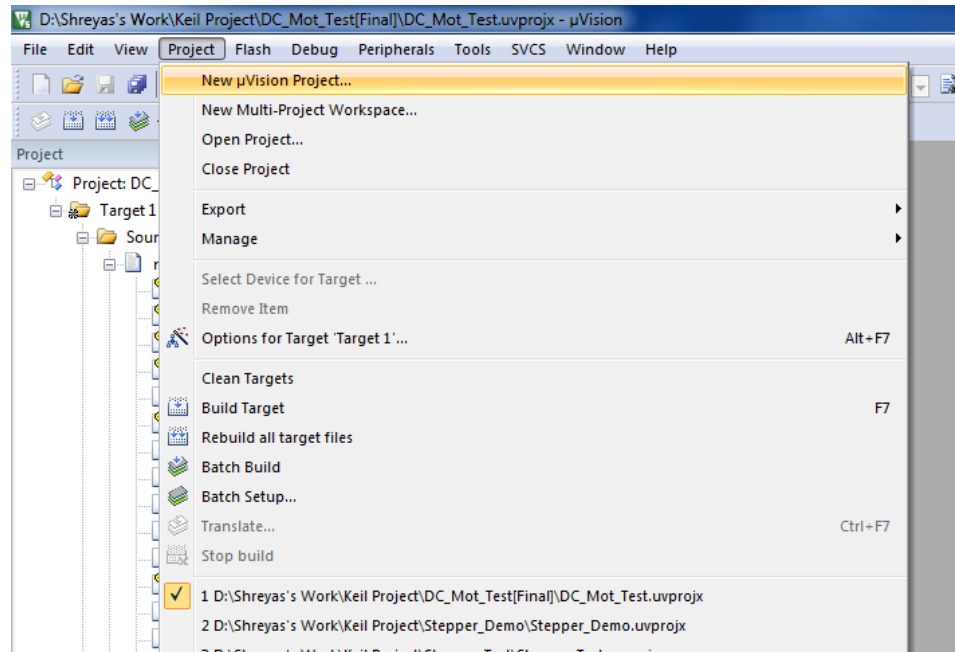 D:\Shreyas's Work\Keil Project\DC_Mot_Test[Final]\DC_Mot_Test.uvprojx - µVision
File Edit View Project Flash Debug Peripherals Tools SVCS Window Help
New µVision Project...
New Multi-Project Workspace...
Project
Open Project...
Close Project
Project: DC_
Target 1
Export
Sour
Manage
Select Device for Target ...
Remove Item
Options for Target 'Target 1'... Alt+F7
Clean Targets
Build Target F7
Rebuild all target files
Batch Build
Batch Setup...
Translate... Ctrl+F7
Stop build
1 D:\Shreyas's Work\Keil Project\DC_Mot_Test[Final]\DC_Mot_Test.uvprojx
2 D:\Shreyas's Work\Keil Project\Stepper_Demo\Stepper_Demo.uvprojx